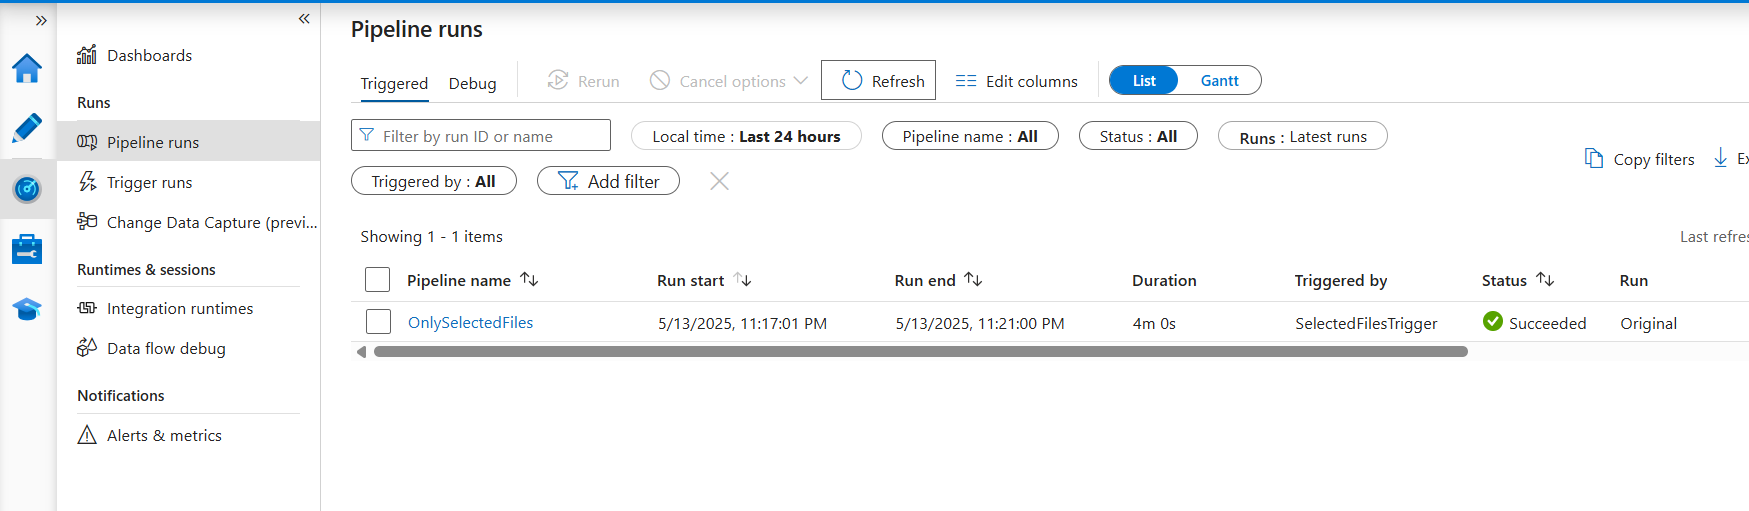 Dashboards
Runs
Pipeline runs
Trigger runs
Change Data Capture (previ...
Runtimes & sessions
Integration runtimes
Data flow debug
Notifications
Alerts & metrics
Pipeline runs
Triggered Debug Rerun Cancel options Refresh Edit columns List Gantt
Filter by run ID or name Local time : Last 24 hours Pipeline name : All Status : All Runs : Latest runs
Triggered by : All Add filter
Copy filters Ex
Showing 1 - 1 items
Last refre
Pipeline name Run start Run end Duration Triggered by Status Run
OnlySelectedFiles 5/13/2025, 11:17:01 PM 5/13/2025, 11:21:00 PM 4m 0s SelectedFilesTrigger Succeeded Original